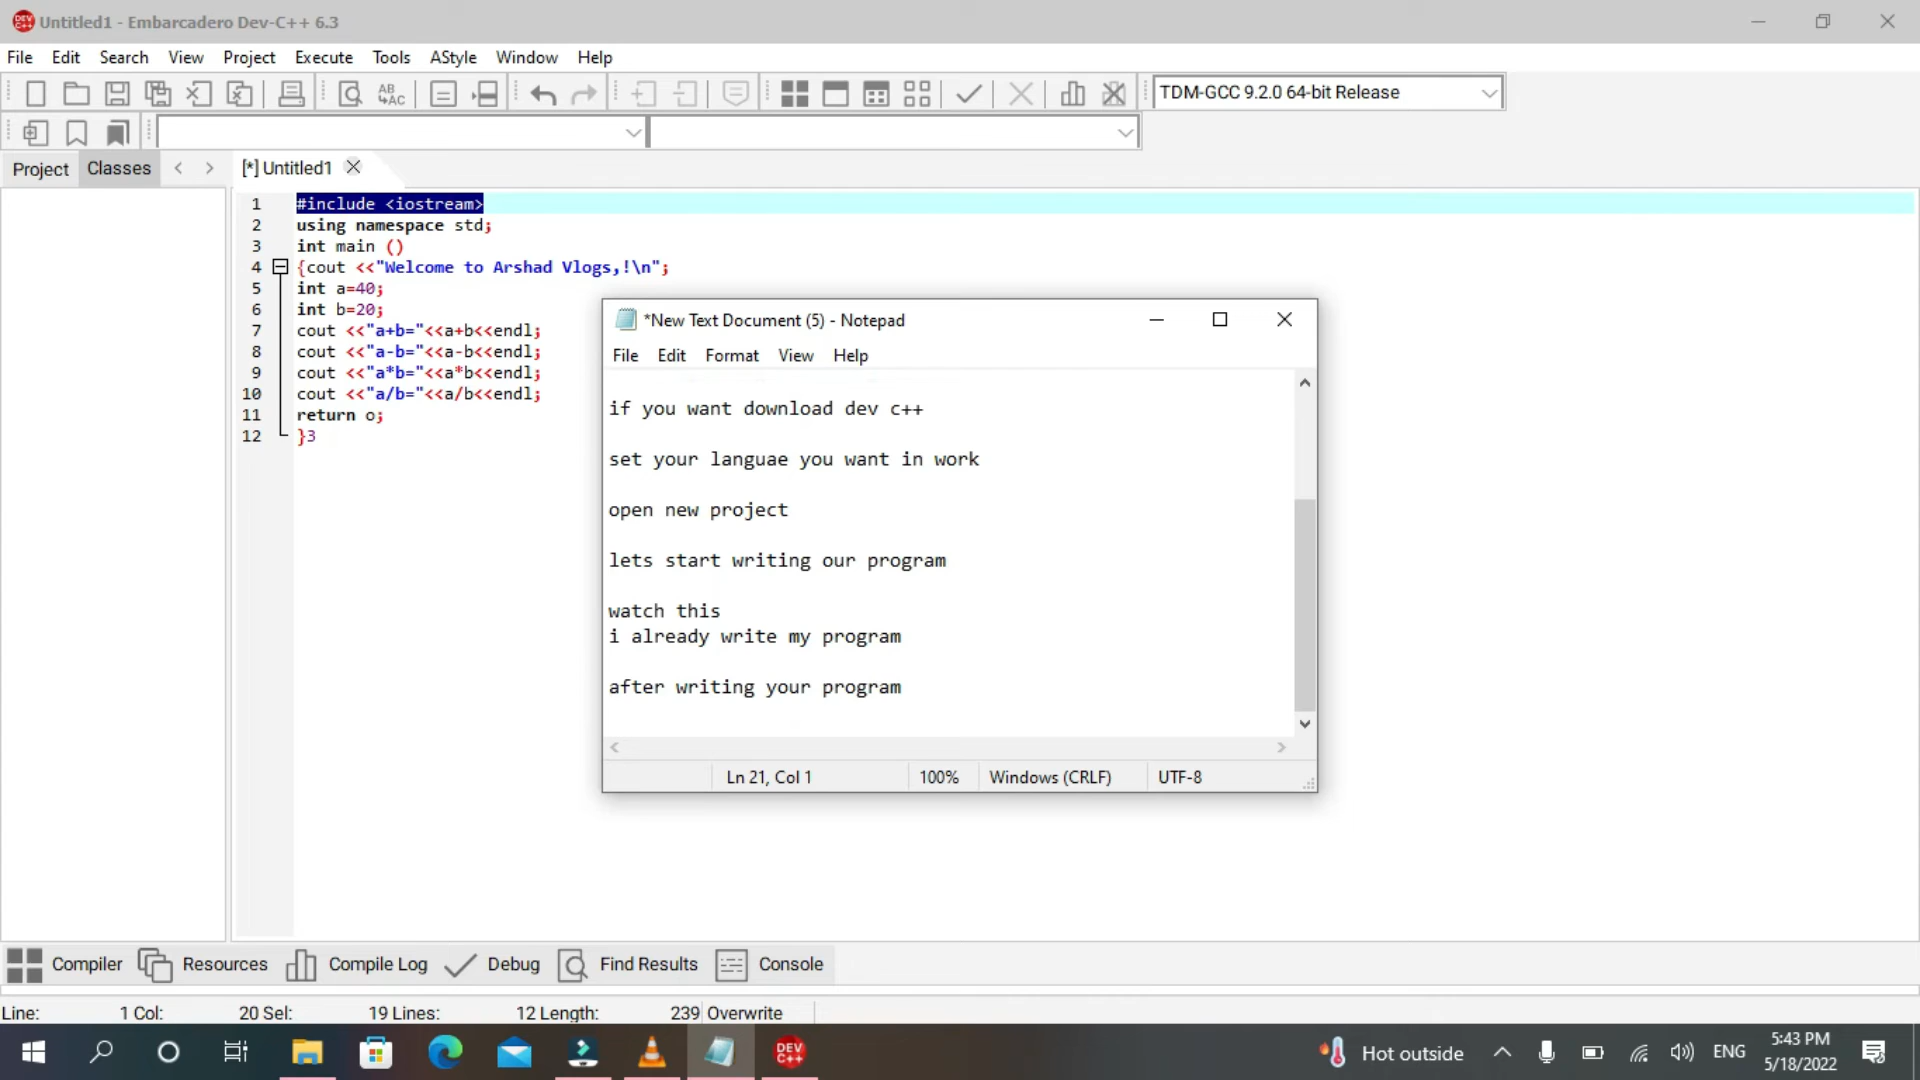 Untitled1 - Embarcadero Dev-C++ 6.3
File Edit Search View Project Execute Tools AStyle Window Help
TDM-GCC 9.2.0 64-bit Release
Project Classes [*] Untitled1
1 #include <iostream>
2 using namespace std;
3 int main ()
4 {cout <<"Welcome to Arshad Vlogs,!\n";
5 int a=40;
6 int b=20;
7 cout <<"a+b="<<a+b<<endl;
8 cout <<"a-b="<<a-b<<endl;
9 cout <<"a*b="<<a*b<<endl;
10 cout <<"a/b="<<a/b<<endl;
11 return o;
12 }3
*New Text Document (5) - Notepad
File Edit Format View Help
if you want download dev c++
set your languae you want in work
open new project
lets start writing our program
watch this
i already write my program
after writing your program
Ln 21, Col 1 100% Windows (CRLF) UTF-8
Compiler Resources Compile Log Debug Find Results Console
Line: 1 Col: 20 Sel: 19 Lines: 12 Length: 239 Overwrite
DEV C++ Hot outside ENG 5:43 PM
5/18/2022